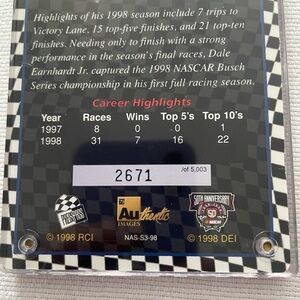 Highlights of his 1998 season include 7 trips to
Victory Lane, 15 top-five finishes, and 21 top-ten
finishes. Needing only to finish with a strong
performance in the season's final races, Dale
Earnhardt Jr. captured the 1998 NASCAR Busch
Series championship in his first full racing season.
Career Highlights
Year Races Wins Top 5's Top 10's
1997 8 0 0 1
1998 31 7 16 22
2671 /of 5,003
PRESS PASS
Authentic
IMAGES
50TH ANNIVERSARY
50
NASCAR
© 1998 RCI NAS-S3-98 © 1998 DEI